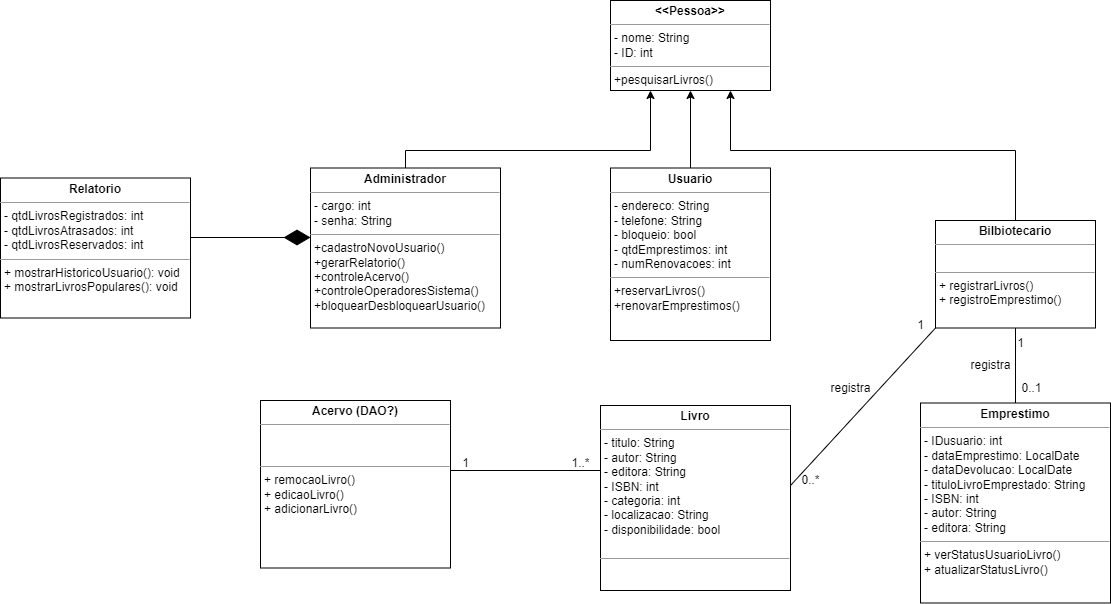 <<Pessoa>>
- nome: String
- ID: int
+pesquisarLivros()
Relatorio
- qtdLivrosRegistrados: int
- qtdLivrosAtrasados: int
- qtdLivrosReservados: int
+ mostrarHistoricoUsuario(): void
+ mostrarLivrosPopulares(): void
Administrador
- cargo: int
- senha: String
+cadastroNovoUsuario()
+gerarRelatorio()
+controleAcervo()
+controleOperadoresSistema()
+bloquearDesbloquearUsuario()
Usuario
- endereco: String
- telefone: String
- bloqueio: bool
- qtdEmprestimos: int
- numRenovacoes: int
+reservarLivros()
+renovarEmprestimos()
Bilbiotecario
+ registrarLivros()
+ registroEmprestimo()
1
registra
0..*
1
registra
0..1
Acervo (DAO?)
+ remocaoLivro()
+ edicaoLivro()
+ adicionarLivro()
1
1..*
Livro
- titulo: String
- autor: String
- editora: String
- ISBN: int
- categoria: int
- localizacao: String
- disponibilidade: bool
Emprestimo
- IDusuario: int
- dataEmprestimo: LocalDate
- dataDevolucao: LocalDate
- tituloLivroEmprestado: String
- ISBN: int
- autor: String
- editora: String
+ verStatusUsuarioLivro()
+ atualizarStatusLivro()